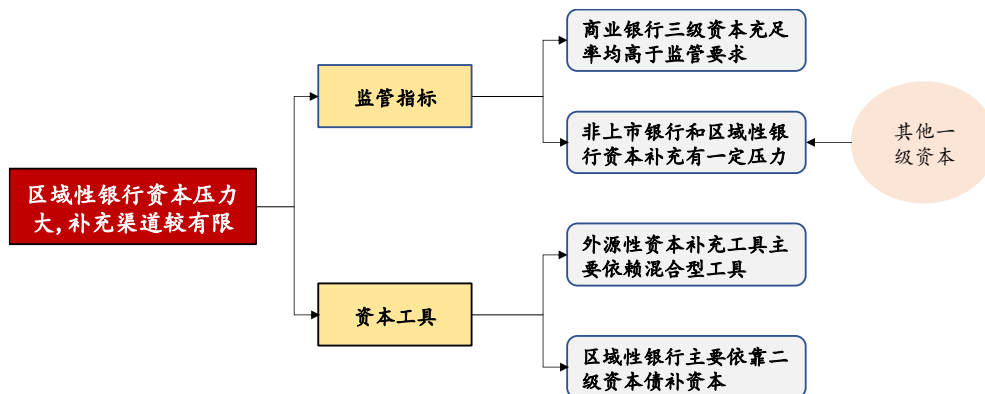 商业银行三级资本充足
率均高于监管要求
监管指标
非上市银行和区域性银
行资本补充有一定压力
其他一
级资本
区域性银行资本压力
大,补充渠道较有限
外源性资本补充工具主
要依赖混合型工具
资本工具
区域性银行主要依靠二
级资本债补资本